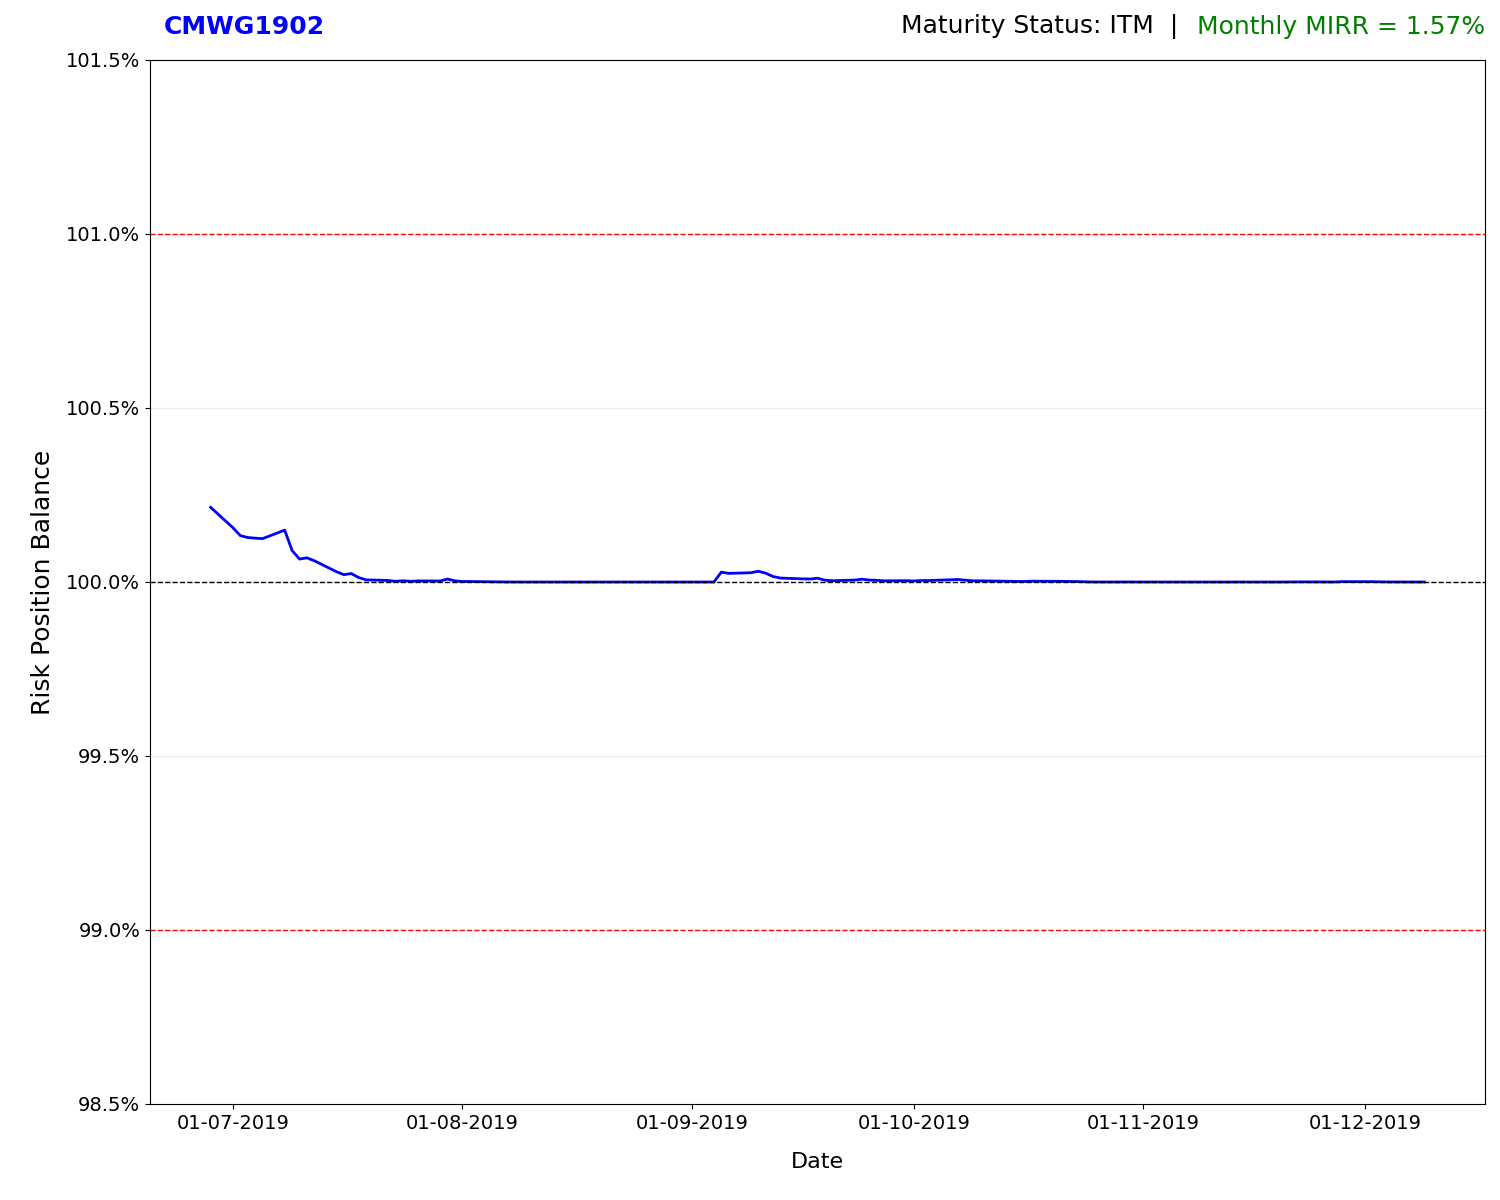 CMWG1902
Maturity Status: ITM | Monthly MIRR = 1.57%
101.5%
101.0%
100.5%
100.0%
99.5%
99.0%
98.5%
Risk Position Balance
01-07-2019 01-08-2019 01-09-2019 01-10-2019 01-11-2019 01-12-2019
Date